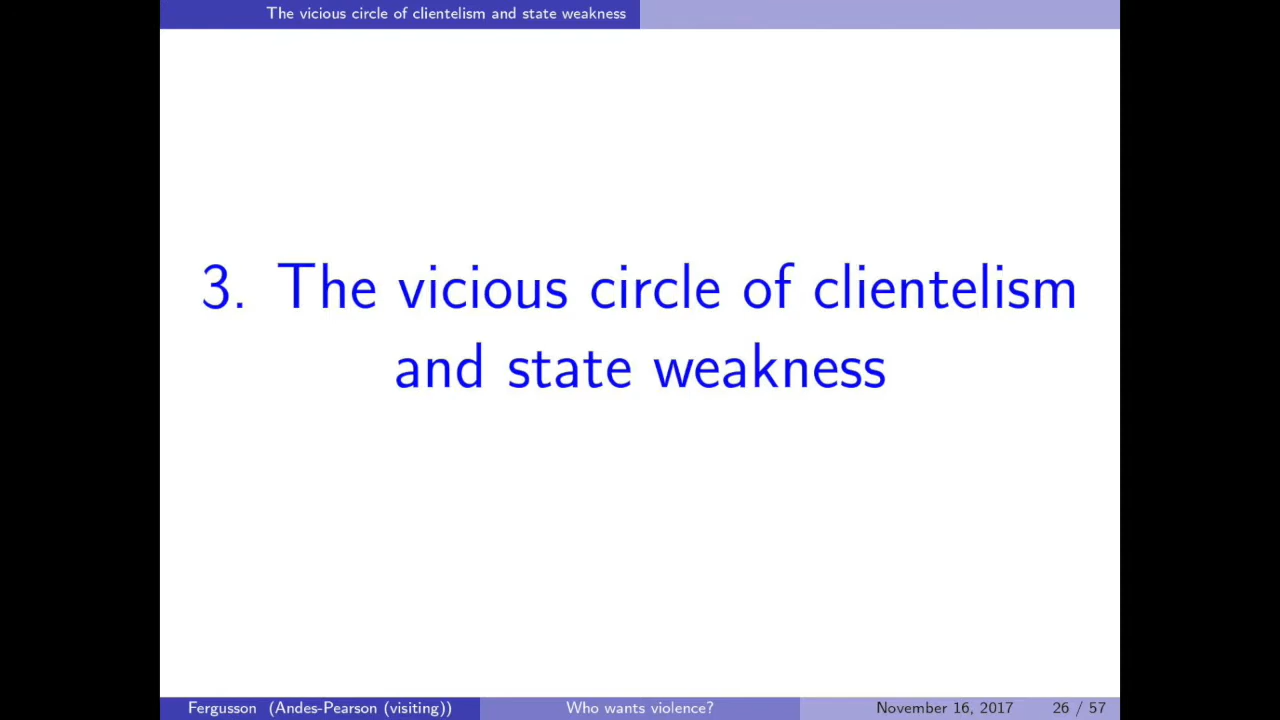 The vicious circle of clientelism and state weakness
3. The vicious circle of clientelism
and state weakness
Fergusson (Andes-Pearson (visiting))
Who wants violence?
November 16, 2017
26 / 57